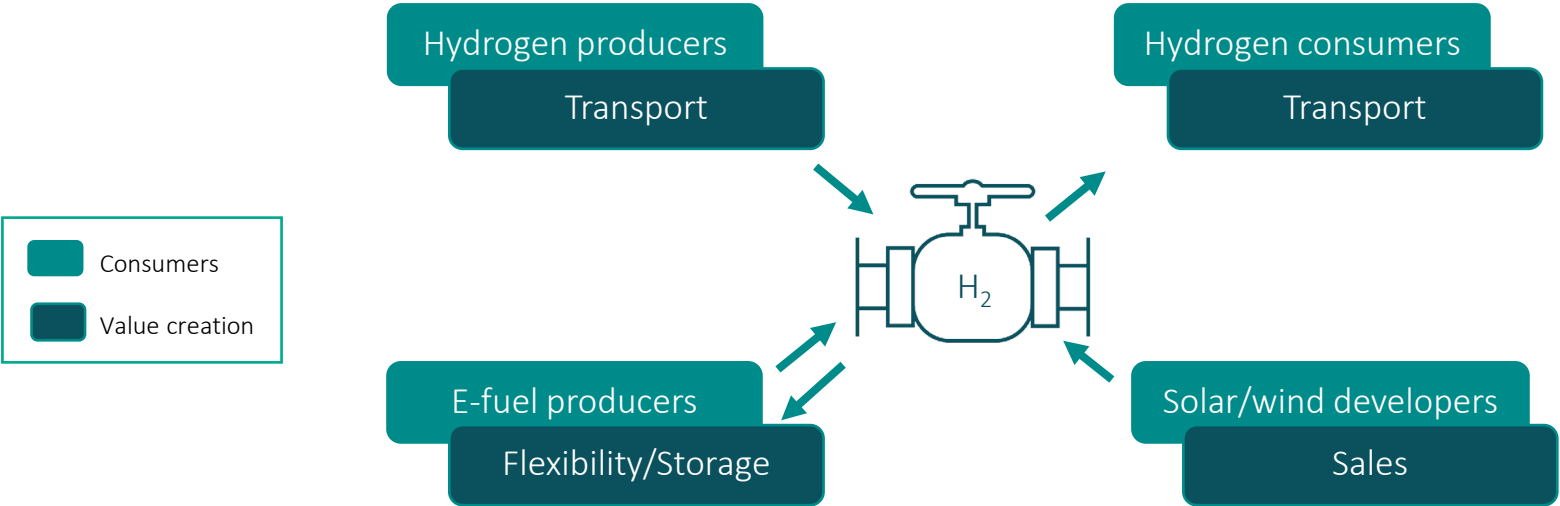 Hydrogen producers
Transport
Hydrogen consumers
Transport
Consumers
Value creation
H₂
E-fuel producers
Flexibility/Storage
Solar/wind developers
Sales